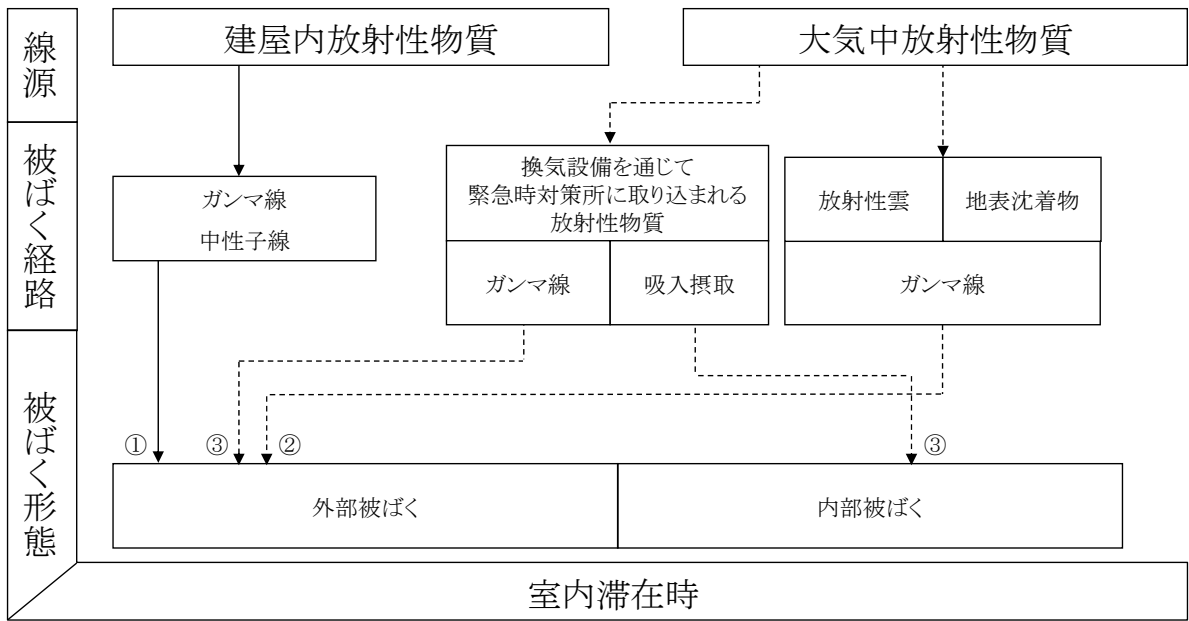 線源
建屋内放射性物質
大気中放射性物質
被ばく経路
ガンマ線
中性子線
換気設備を通じて
緊急時対策所に取り込まれる
放射性物質
ガンマ線
吸入摂取
放射性雲
地表沈着物
ガンマ線
被ばく形態
①
③
②
③
外部被ばく
内部被ばく
室内滞在時